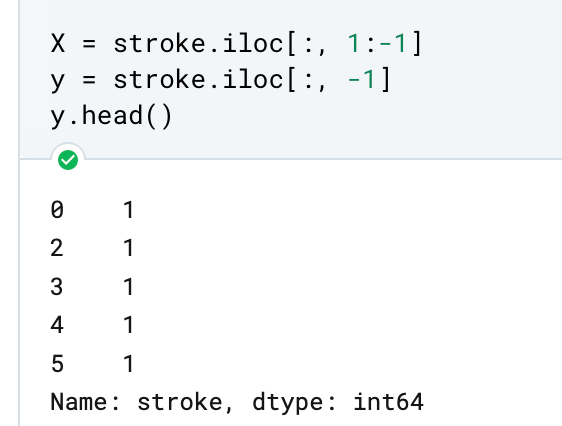 X = stroke.iloc[:, 1:-1]
y = stroke.iloc[:, -1]
y.head()
0    1
2    1
3    1
4    1
5    1
Name: stroke, dtype: int64